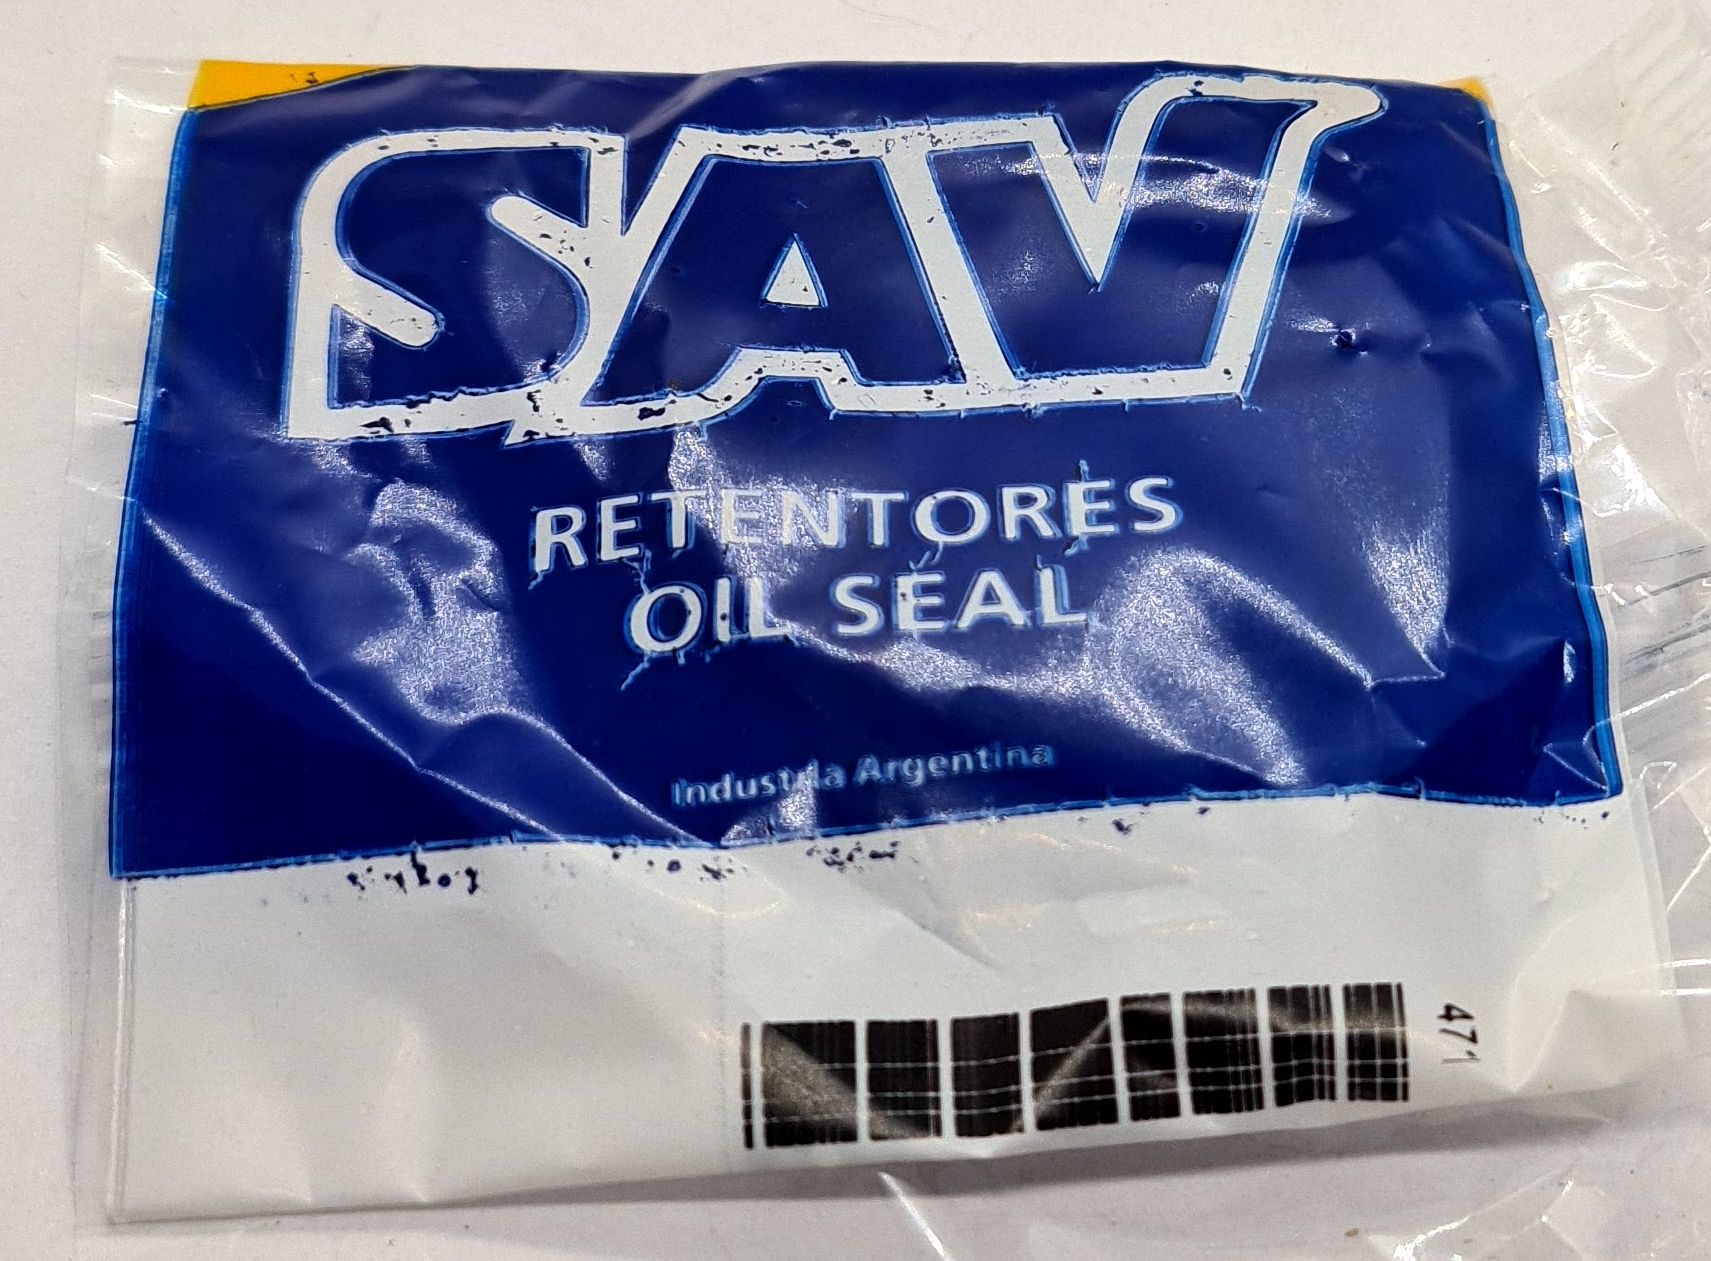 SAV
RETENTORES
OIL SEAL
Industria Argentina
471